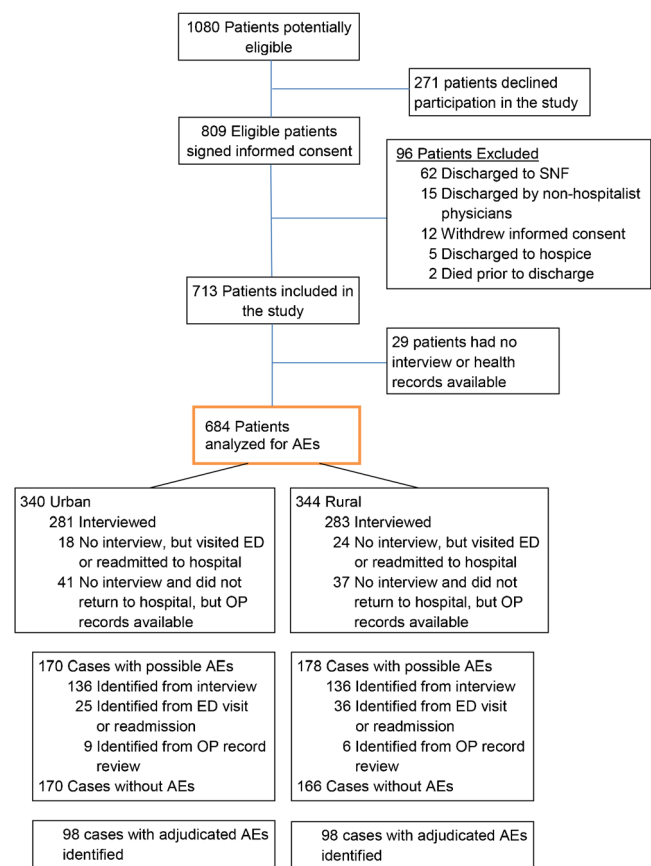 1080 Patients potentially
eligible
271 patients declined
participation in the study
809 Eligible patients
signed informed consent
96 Patients Excluded
62 Discharged to SNF
15 Discharged by non-hospitalist
physicians
12 Withdrew informed consent
5 Discharged to hospice
2 Died prior to discharge
713 Patients included in
the study
29 patients had no
interview or health
records available
684 Patients
analyzed for AEs
340 Urban
281 Interviewed
18 No interview, but visited ED
or readmitted to hospital
41 No interview and did not
return to hospital, but OP
records available
344 Rural
283 Interviewed
24 No interview, but visited ED
or readmitted to hospital
37 No interview and did not
return to hospital, but OP
records available
170 Cases with possible AEs
136 Identified from interview
25 Identified from ED visit
or readmission
9 Identified from OP record
review
170 Cases without AEs
178 Cases with possible AEs
136 Identified from interview
36 Identified from ED visit
or readmission
6 Identified from OP record
review
166 Cases without AEs
98 cases with adjudicated AEs
identified
98 cases with adjudicated AEs
identified